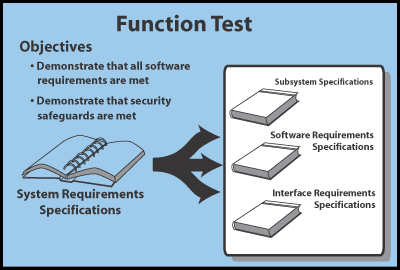 Function Test
Objectives
• Demonstrate that all software
requirements are met
• Demonstrate that security
safeguards are met
System Requirements
Specifications
Subsystem Specifications
Software Requirements
Specifications
Interface Requirements
Specifications